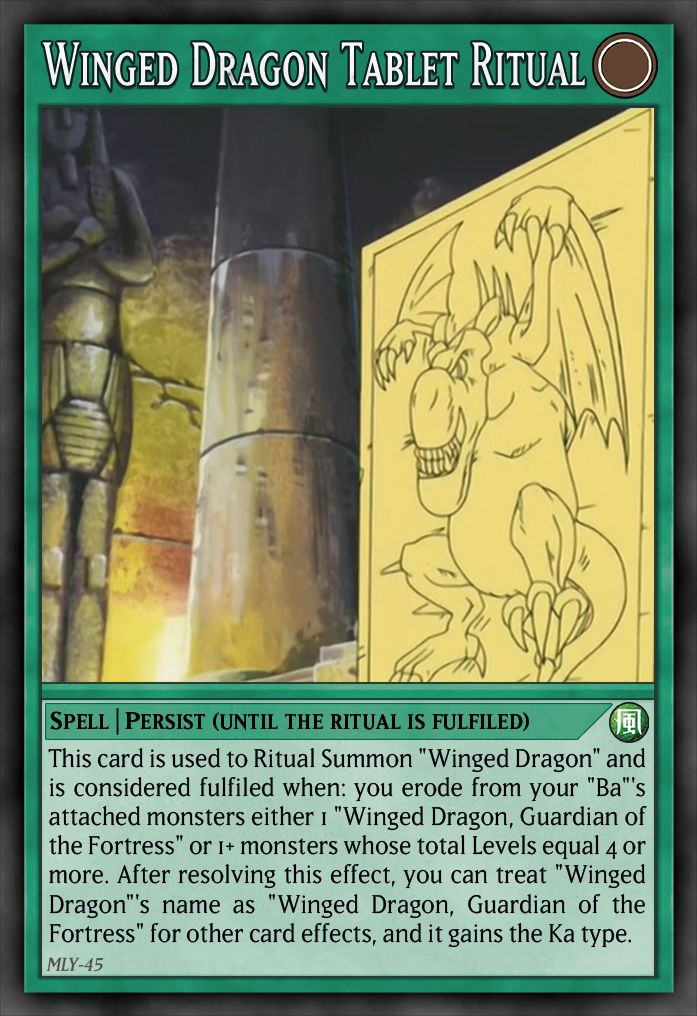 Winged Dragon Tablet Ritual
Spell | Persist (until the ritual is fulfiled)
風
This card is used to Ritual Summon "Winged Dragon" and
is considered fulfiled when: you erode from your "Ba"'s
attached monsters either 1 "Winged Dragon, Guardian of
the Fortress" or 1+ monsters whose total Levels equal 4 or
more. After resolving this effect, you can treat "Winged
Dragon"'s name as "Winged Dragon, Guardian of the
Fortress" for other card effects, and it gains the Ka type.
MLY-45